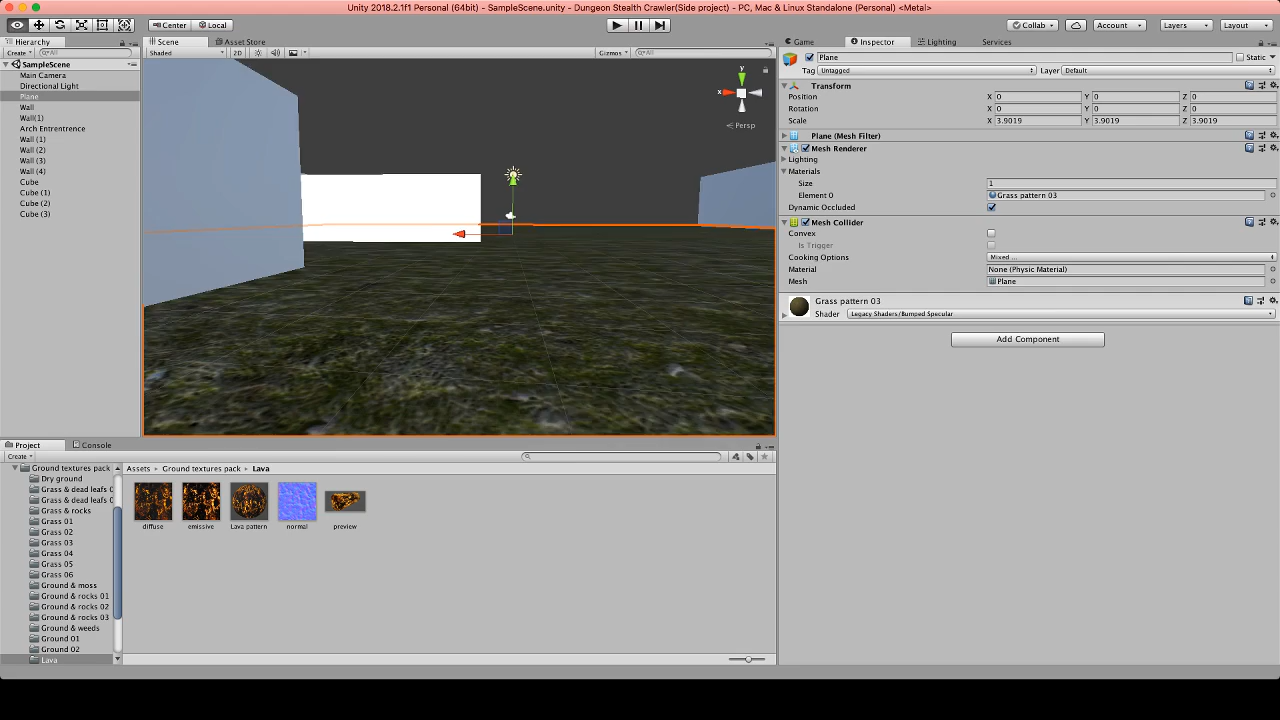 Unity 2018.2.1f1 Personal (64bit) - SampleScene.unity - Dungeon Stealth Crawler(Side project) - PC, Mac & Linux Standalone (Personal) <Metal>
Center Local Collab Account Layers Layout
Hierarchy
Create All
SampleScene
Main Camera
Directional Light
Plane
Wall
Wall(1)
Arch Entrentrence
Wall (1)
Wall (2)
Wall (3)
Wall (4)
Cube
Cube (1)
Cube (2)
Cube (3)
Scene Asset Store
Shaded 2D Gizmos All
y
x
Persp
Game Inspector Lighting Services
Plane Static
Tag Untagged Layer Default
Transform
Position X 0 Y 0 Z 0
Rotation X 0 Y 0 Z 0
Scale X 3.9019 Y 3.9019 Z 3.9019
Plane (Mesh Filter)
Mesh Renderer
Lighting
Materials
Size 1
Element 0 Grass pattern 03
Dynamic Occluded
Mesh Collider
Convex
Is Trigger
Cooking Options Mixed ...
Material None (Physic Material)
Mesh Plane
Grass pattern 03
Shader Legacy Shaders/Bumped Specular
Add Component
Project Console
Create
Ground textures pack
Dry ground
Grass & dead leafs 0
Grass & dead leafs 0
Grass & rocks
Grass 01
Grass 02
Grass 03
Grass 04
Grass 05
Grass 06
Ground & moss
Ground & rocks 01
Ground & rocks 02
Ground & rocks 03
Ground & weeds
Ground 01
Ground 02
Lava
Assets Ground textures pack Lava
diffuse emissive Lava pattern normal preview